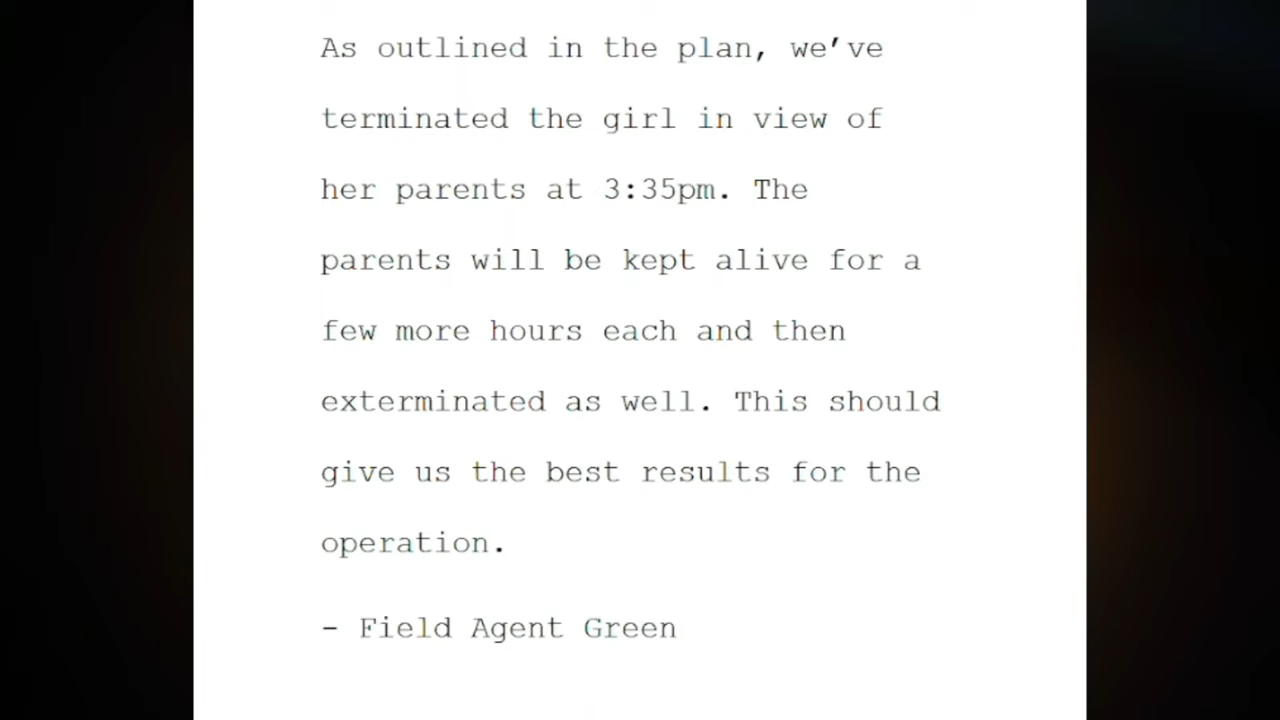 As outlined in the plan, we've
terminated the girl in view of
her parents at 3:35pm. The
parents will be kept alive for a
few more hours each and then
exterminated as well. This should
give us the best results for the
operation.
- Field Agent Green